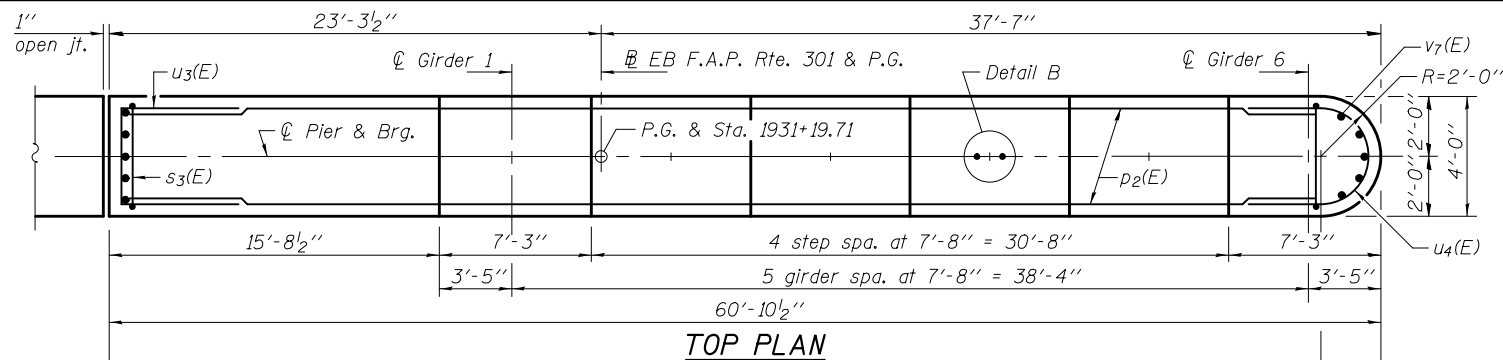 1"
open jt.
23'-3½"
37'-7"
℄ Girder 1
EB F.A.P. Rte. 301 & P.G.
℄ Girder 6
v7(E)
R=2'-0"
u3(E)
Detail B
℄ Pier & Brg.
P.G. & Sta. 1931+19.71
s3(E)
p2(E)
2'-0"
2'-0"
4'-0"
u4(E)
15'-8½"
7'-3"
4 step spa. at 7'-8" = 30'-8"
7'-3"
3'-5"
5 girder spa. at 7'-8" = 38'-4"
3'-5"
60'-10½"
TOP PLAN